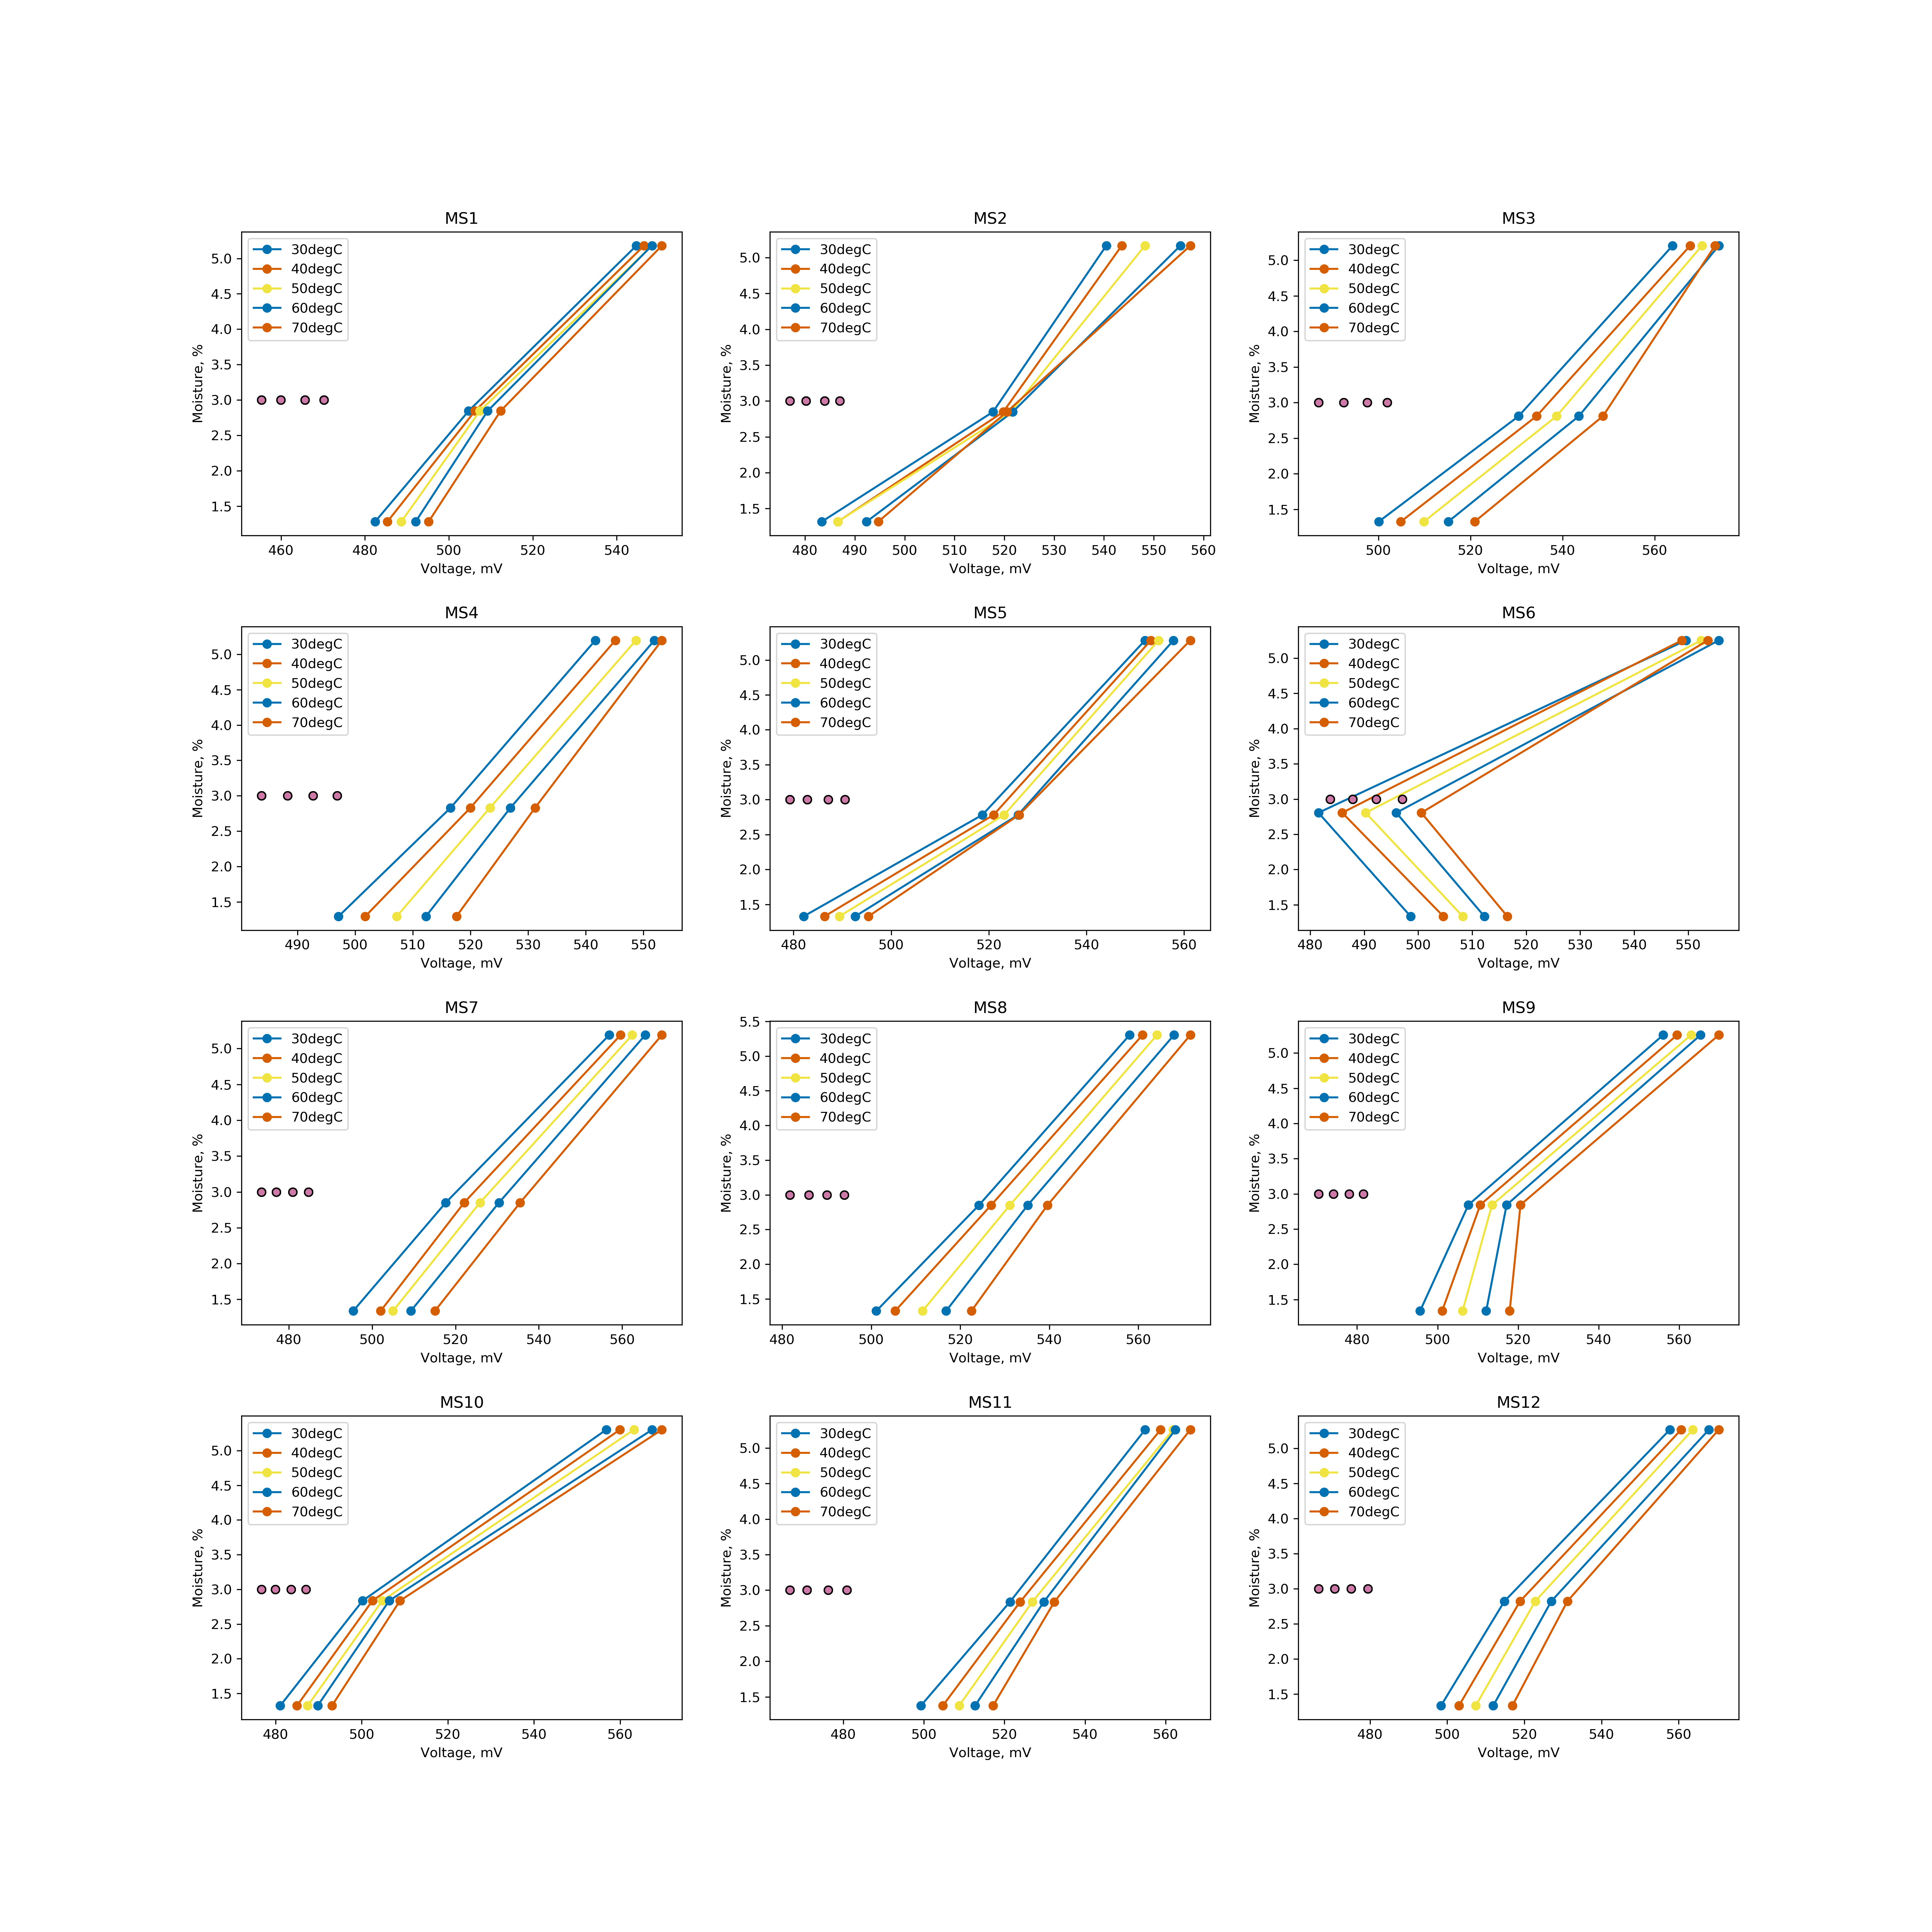 MS1
30degC
40degC
50degC
60degC
70degC
Moisture, %
5.0
4.5
4.0
3.5
3.0
2.5
2.0
1.5
460 480 500 520 540
Voltage, mV
MS2
30degC
40degC
50degC
60degC
70degC
Moisture, %
5.0
4.5
4.0
3.5
3.0
2.5
2.0
1.5
480 490 500 510 520 530 540 550 560
Voltage, mV
MS3
30degC
40degC
50degC
60degC
70degC
Moisture, %
5.0
4.5
4.0
3.5
3.0
2.5
2.0
1.5
500 520 540 560
Voltage, mV
MS4
30degC
40degC
50degC
60degC
70degC
Moisture, %
5.0
4.5
4.0
3.5
3.0
2.5
2.0
1.5
490 500 510 520 530 540 550
Voltage, mV
MS5
30degC
40degC
50degC
60degC
70degC
Moisture, %
5.0
4.5
4.0
3.5
3.0
2.5
2.0
1.5
480 500 520 540 560
Voltage, mV
MS6
30degC
40degC
50degC
60degC
70degC
Moisture, %
5.0
4.5
4.0
3.5
3.0
2.5
2.0
1.5
480 490 500 510 520 530 540 550
Voltage, mV
MS7
30degC
40degC
50degC
60degC
70degC
Moisture, %
5.0
4.5
4.0
3.5
3.0
2.5
2.0
1.5
480 500 520 540 560
Voltage, mV
MS8
30degC
40degC
50degC
60degC
70degC
Moisture, %
5.5
5.0
4.5
4.0
3.5
3.0
2.5
2.0
1.5
480 500 520 540 560
Voltage, mV
MS9
30degC
40degC
50degC
60degC
70degC
Moisture, %
5.0
4.5
4.0
3.5
3.0
2.5
2.0
1.5
480 500 520 540 560
Voltage, mV
MS10
30degC
40degC
50degC
60degC
70degC
Moisture, %
5.0
4.5
4.0
3.5
3.0
2.5
2.0
1.5
480 500 520 540 560
Voltage, mV
MS11
30degC
40degC
50degC
60degC
70degC
Moisture, %
5.0
4.5
4.0
3.5
3.0
2.5
2.0
1.5
480 500 520 540 560
Voltage, mV
MS12
30degC
40degC
50degC
60degC
70degC
Moisture, %
5.0
4.5
4.0
3.5
3.0
2.5
2.0
1.5
480 500 520 540 560
Voltage, mV